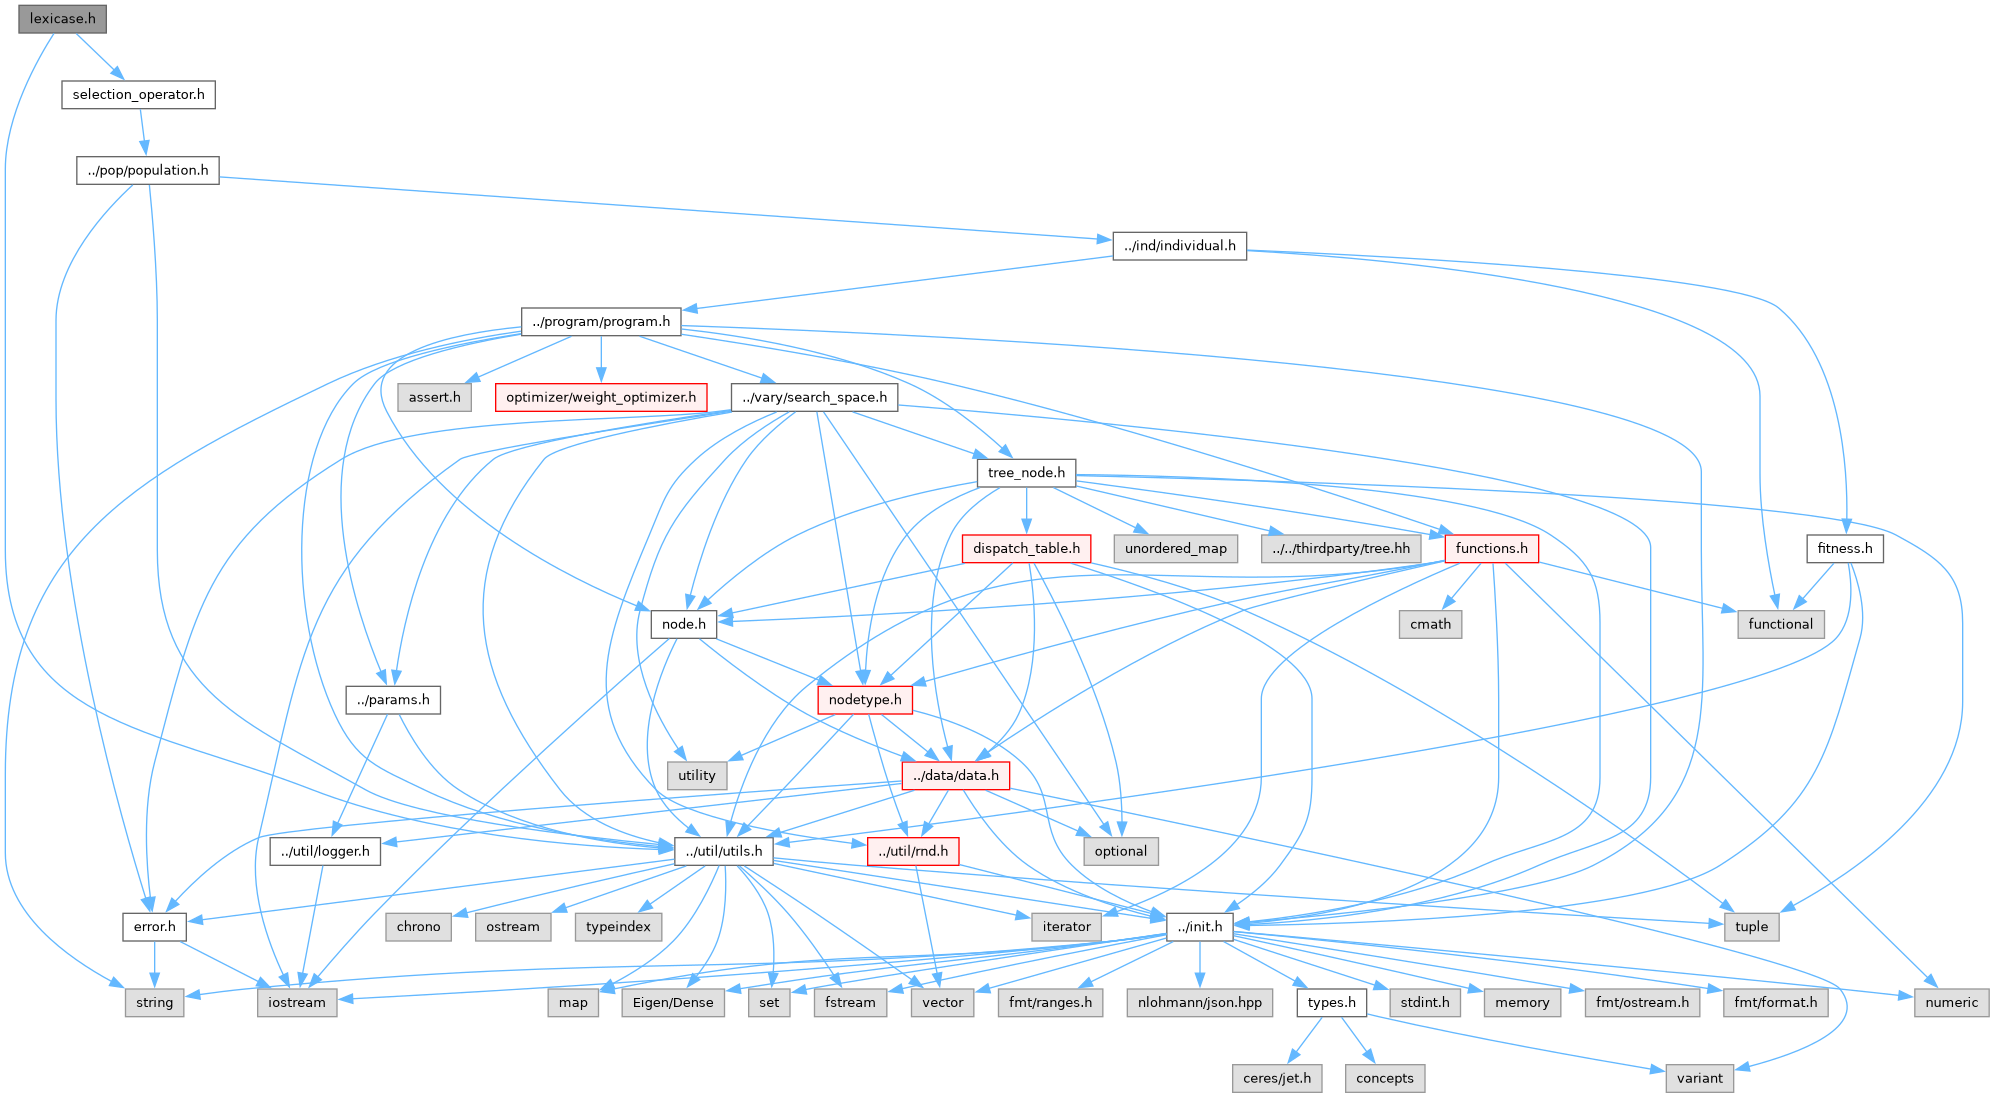 lexicase.h
selection_operator.h
../pop/population.h
../ind/individual.h
../program/program.h
assert.h
optimizer/weight_optimizer.h
../vary/search_space.h
tree_node.h
dispatch_table.h
unordered_map
../../thirdparty/tree.hh
functions.h
fitness.h
node.h
cmath
functional
../params.h
nodetype.h
utility
../data/data.h
../util/logger.h
../util/utils.h
../util/rnd.h
optional
error.h
chrono
ostream
typeindex
iterator
../init.h
tuple
string
iostream
map
Eigen/Dense
set
fstream
vector
fmt/ranges.h
nlohmann/json.hpp
types.h
stdint.h
memory
fmt/ostream.h
fmt/format.h
numeric
ceres/jet.h
concepts
variant